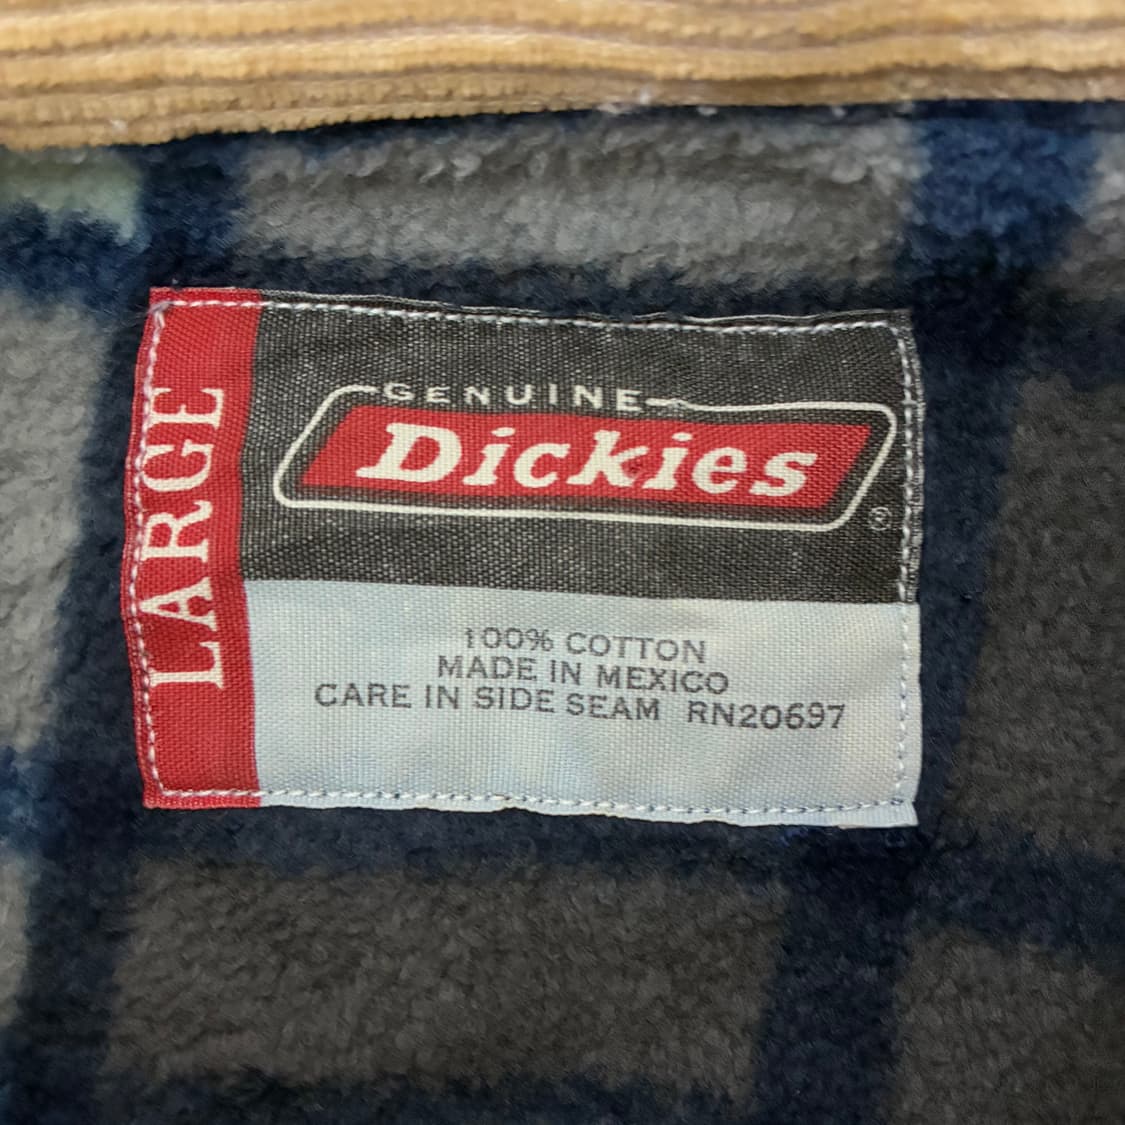 LARGE
GENUINE
Dickies
®
100% COTTON
MADE IN MEXICO
CARE IN SIDE SEAM RN20697